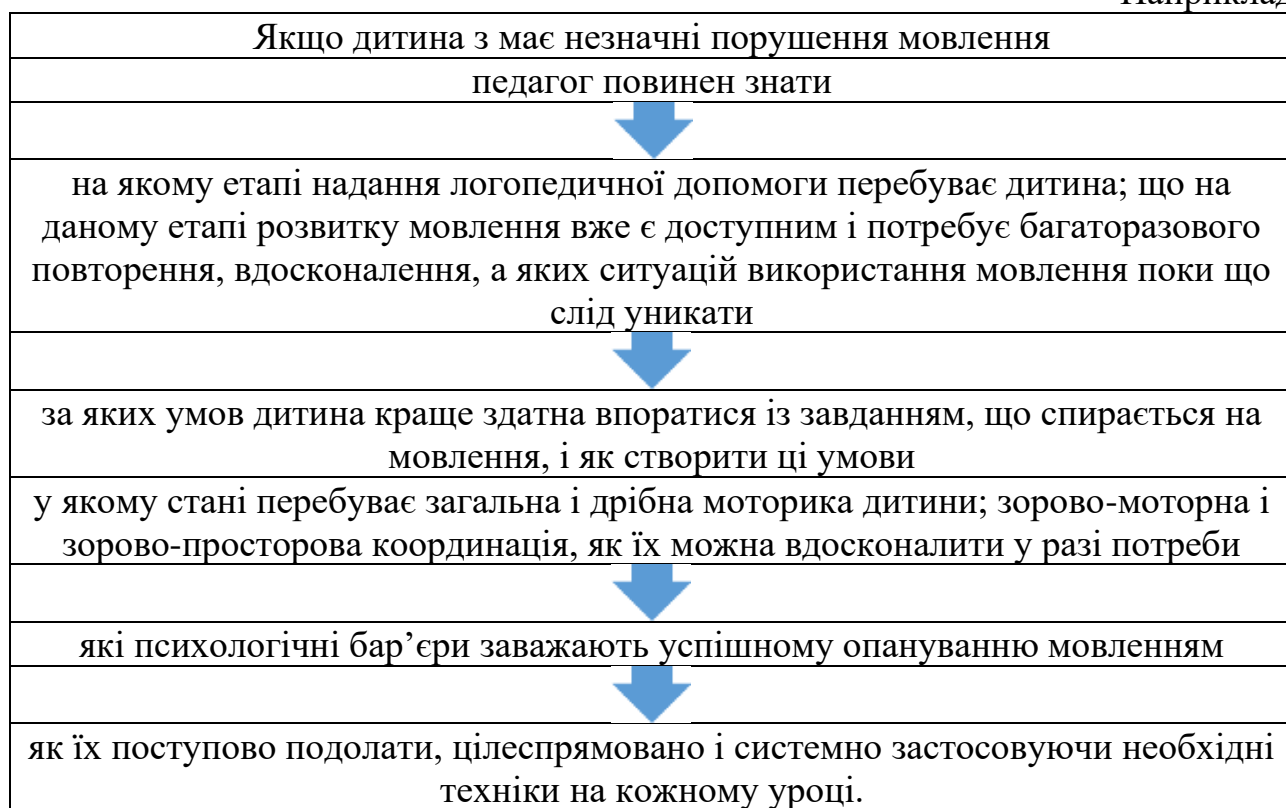 Наприклад
Якщо дитина з має незначні порушення мовлення
педагог повинен знати
на якому етапі надання логопедичної допомоги перебуває дитина; що на
даному етапі розвитку мовлення вже є доступним і потребує багаторазового
повторення, вдосконалення, а яких ситуацій використання мовлення поки що
слід уникати
за яких умов дитина краще здатна впоратися із завданням, що спирається на
мовлення, і як створити ці умови
у якому стані перебуває загальна і дрібна моторика дитини; зорово-моторна і
зорово-просторова координація, як їх можна вдосконалити у разі потреби
які психологічні бар’єри заважають успішному опануванню мовленням
як їх поступово подолати, цілеспрямовано і системно застосовуючи необхідні
техніки на кожному уроці.